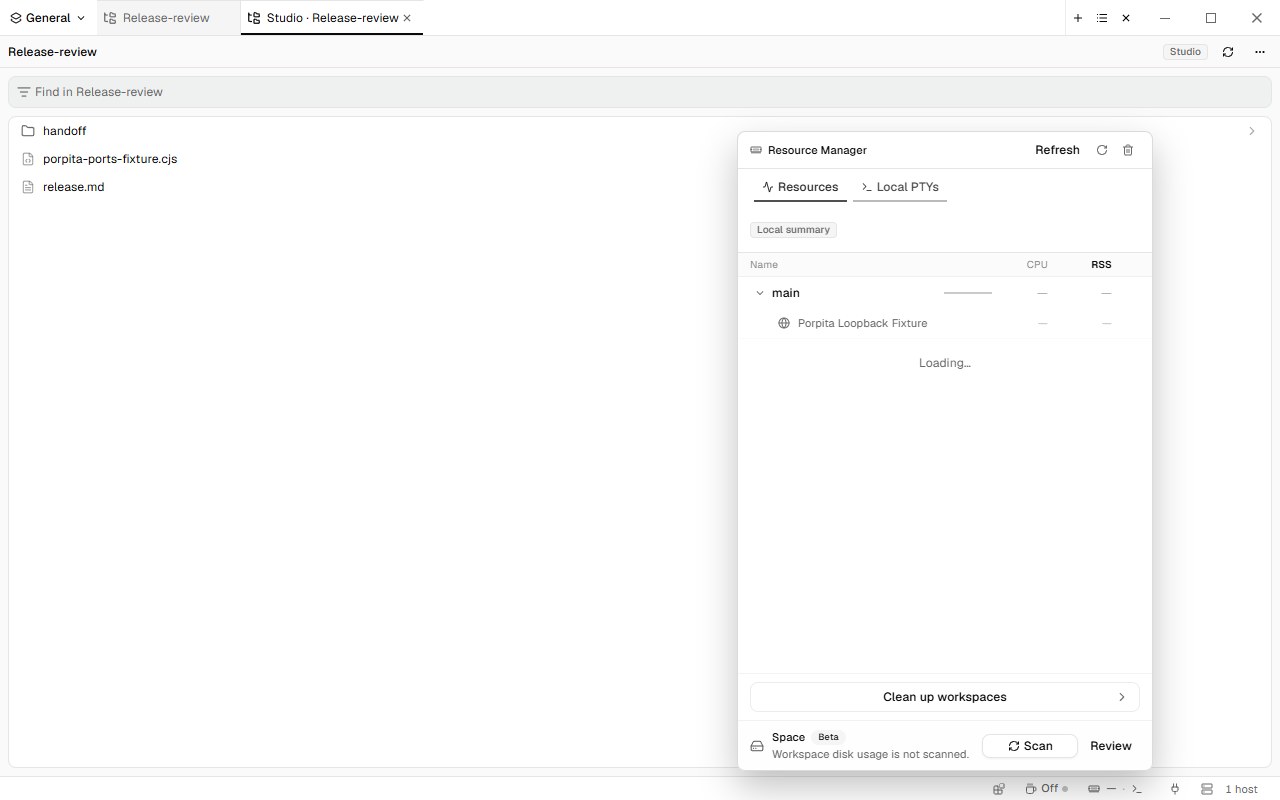 General
Release-review
Studio · Release-review
Release-review
Studio
Find in Release-review
handoff
porpita-ports-fixture.cjs
release.md
Resource Manager
Refresh
Resources
Local PTYs
Local summary
Name CPU RSS
main — —
Porpita Loopback Fixture — —
Loading...
Clean up workspaces
Space Beta
Workspace disk usage is not scanned.
Scan
Review
Off
— ·
1 host